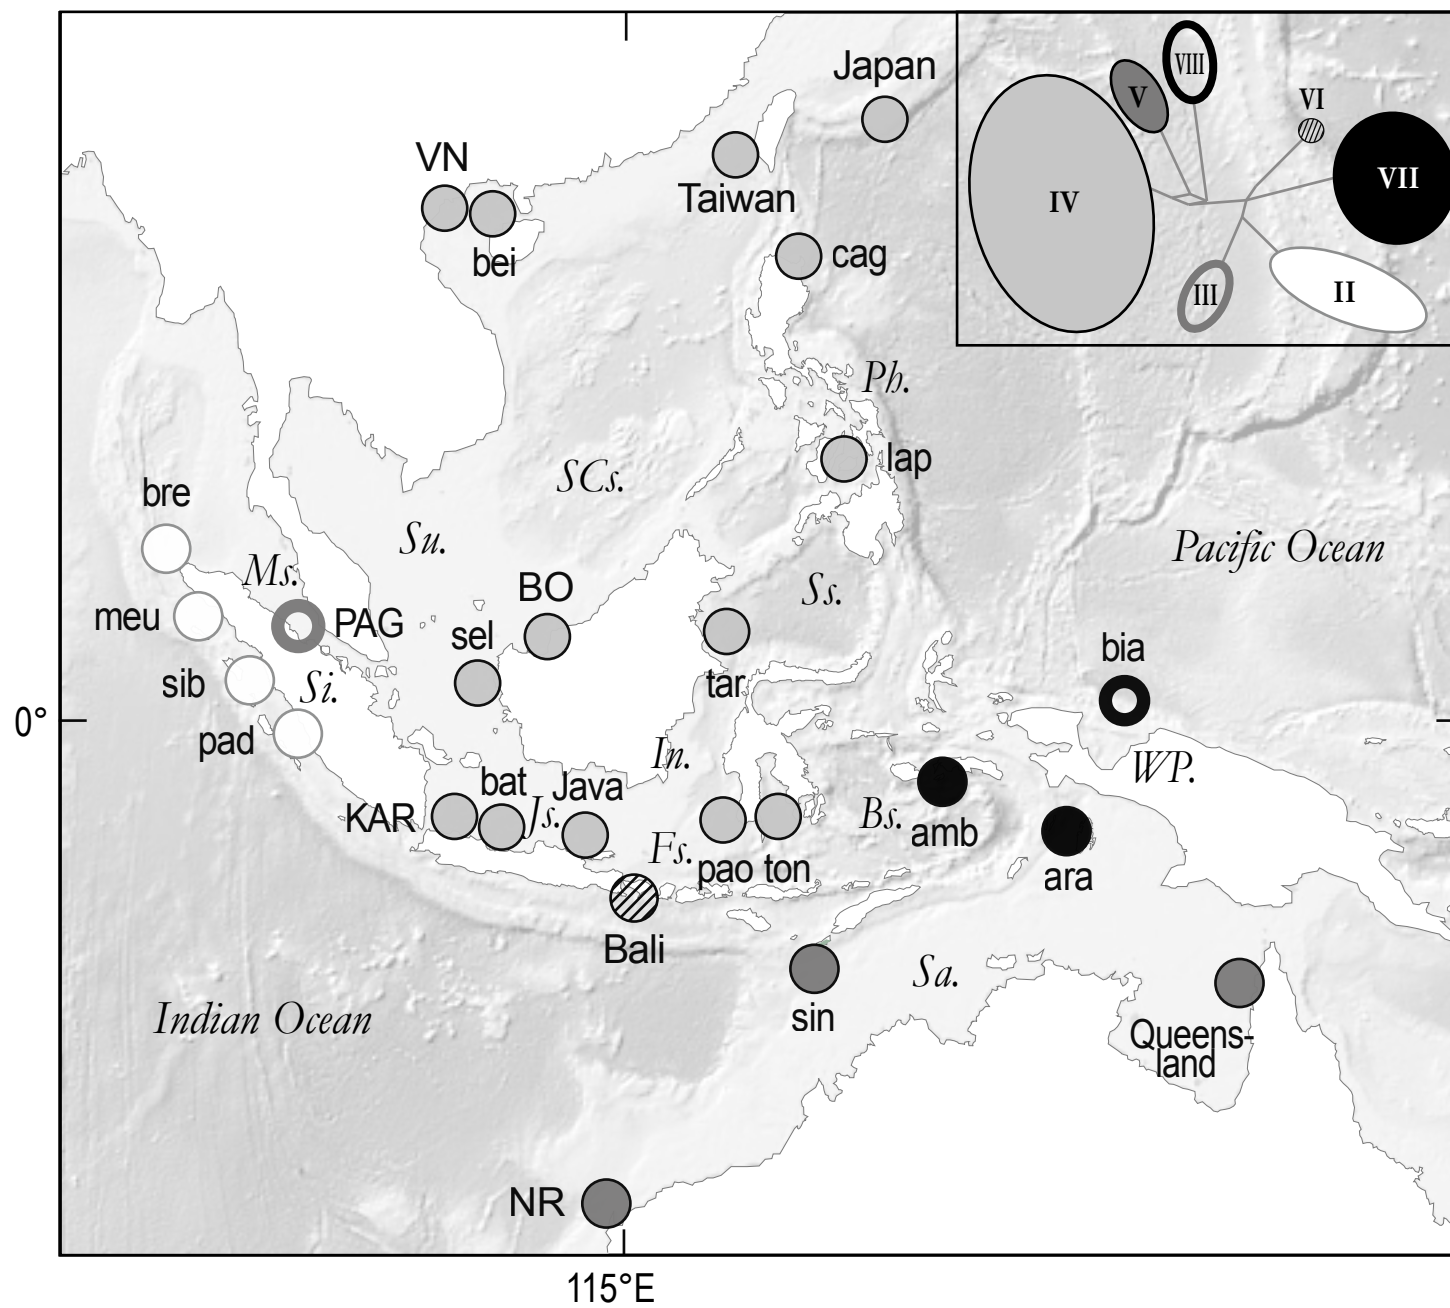 Japan
VIII
V
VI
VN
VII
Taiwan
IV
cag
bei
III
II
Ph.
lap
SCs.
bre
Su.
Pacific Ocean
Ms.
BO
Ss.
meu
PAG
sel
bia
sib
Si.
tar
0°
pad
In.
WP.
bat
Java
KAR
Js.
Bs.
amb
Fs.
pao
ton
ara
Bali
Sa.
sin
Indian Ocean
Queens-
land
NR
115°E